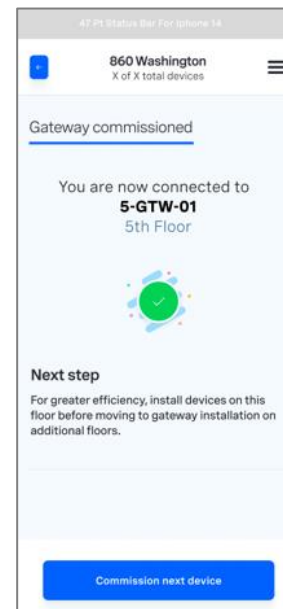 47 Pt Status Bar For Iphone 14
860 Washington
X of X total devices
Gateway commissioned
You are now connected to
5-GTW-01
5th Floor
Next step
For greater efficiency, install devices on this
floor before moving to gateway installation on
additional floors.
Commission next device